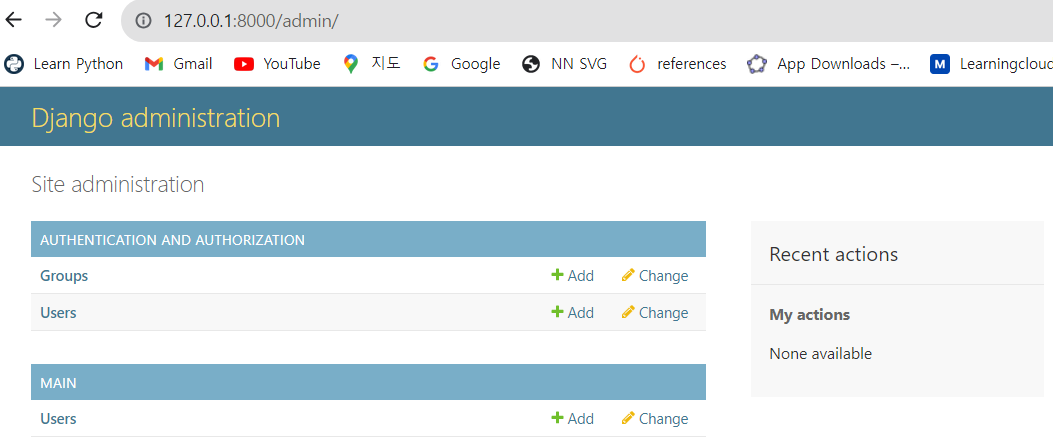 127.0.0.1:8000/admin/
Learn Python Gmail YouTube 지도 Google NN SVG references App Downloads –... M Learningcloud
Django administration
Site administration
AUTHENTICATION AND AUTHORIZATION
Groups Add Change
Users Add Change
MAIN
Users Add Change
Recent actions
My actions
None available